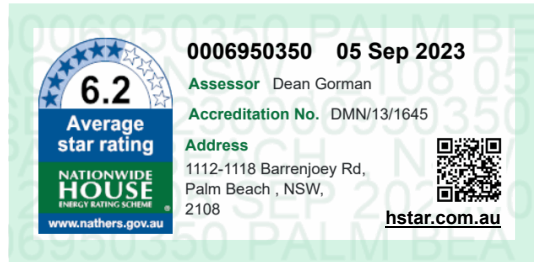 0006950350 05 Sep 2023
Assessor Dean Gorman
Accreditation No. DMN/13/1645
Address
1112-1118 Barrenjoey Rd,
Palm Beach , NSW,
2108
hstar.com.au
6.2
Average
star rating
NATIONWIDE
HOUSE
ENERGY RATING SCHEME ®
www.nathers.gov.au